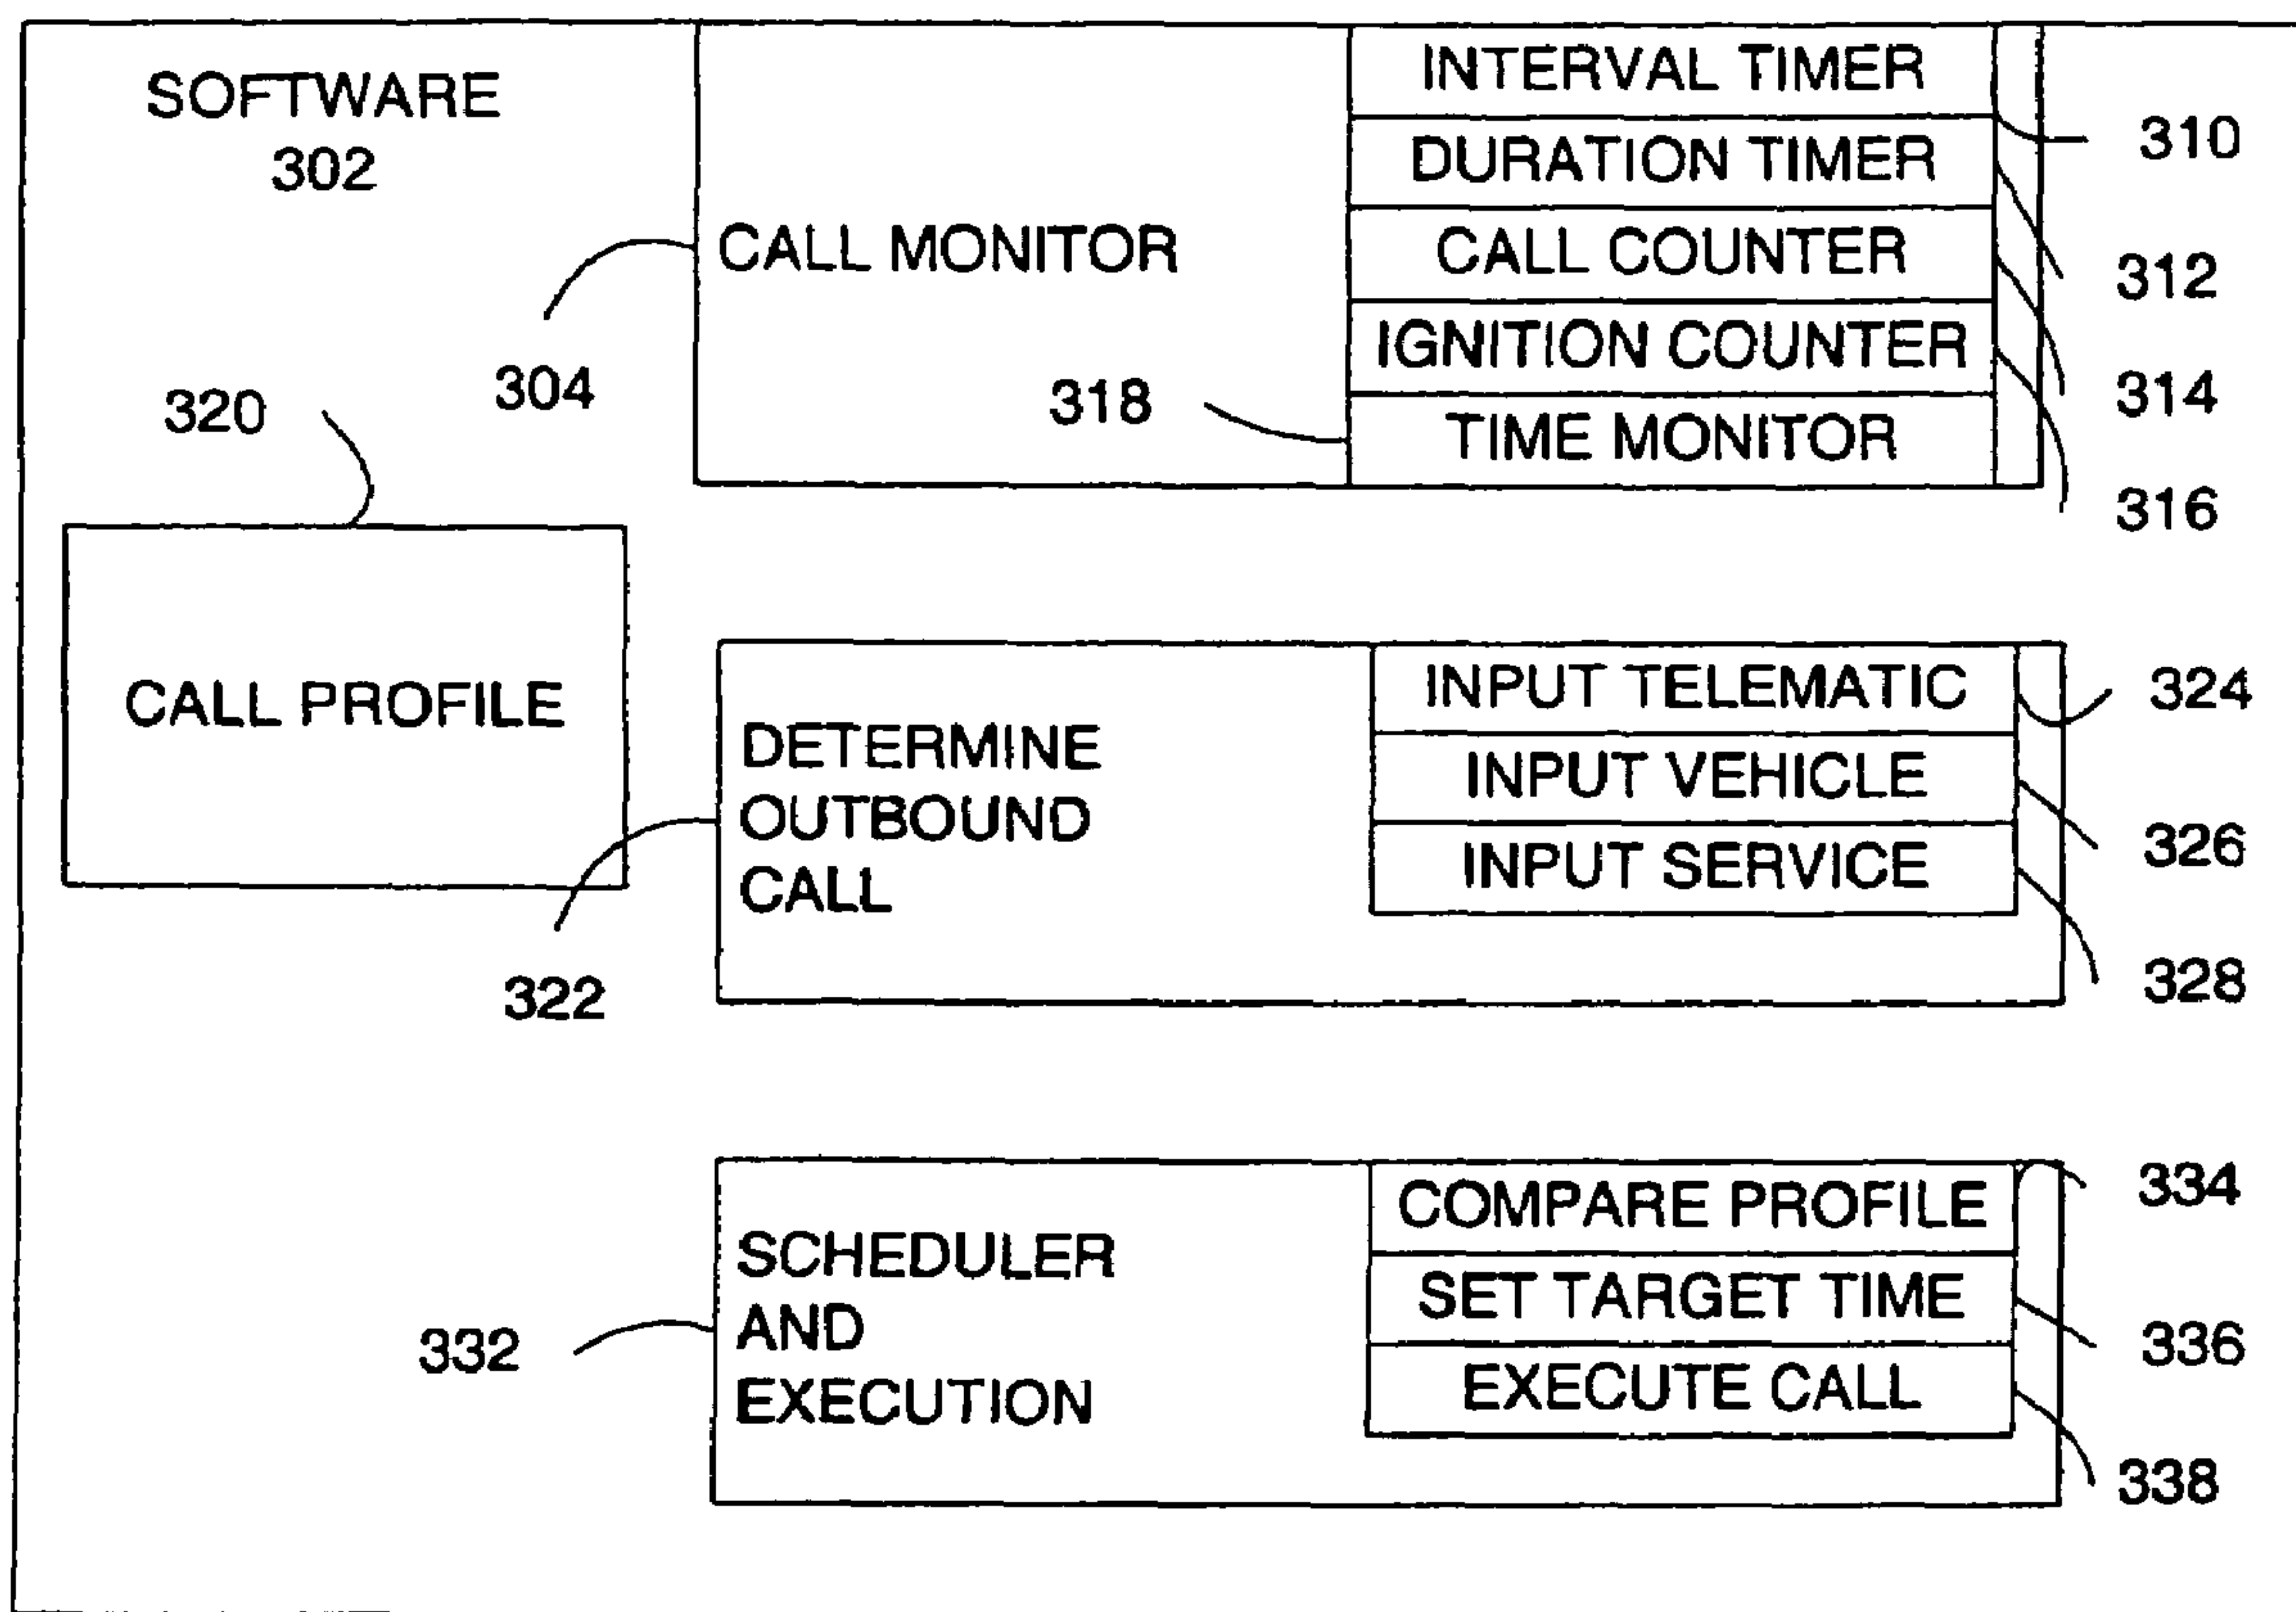 SOFTWARE
302
CALL MONITOR
304
INTERVAL TIMER
DURATION TIMER
CALL COUNTER
IGNITION COUNTER
TIME MONITOR
310
312
314
316
318
320
CALL PROFILE
DETERMINE
OUTBOUND
CALL
322
INPUT TELEMATIC
INPUT VEHICLE
INPUT SERVICE
324
326
328
SCHEDULER
AND
EXECUTION
332
COMPARE PROFILE
SET TARGET TIME
EXECUTE CALL
334
336
338